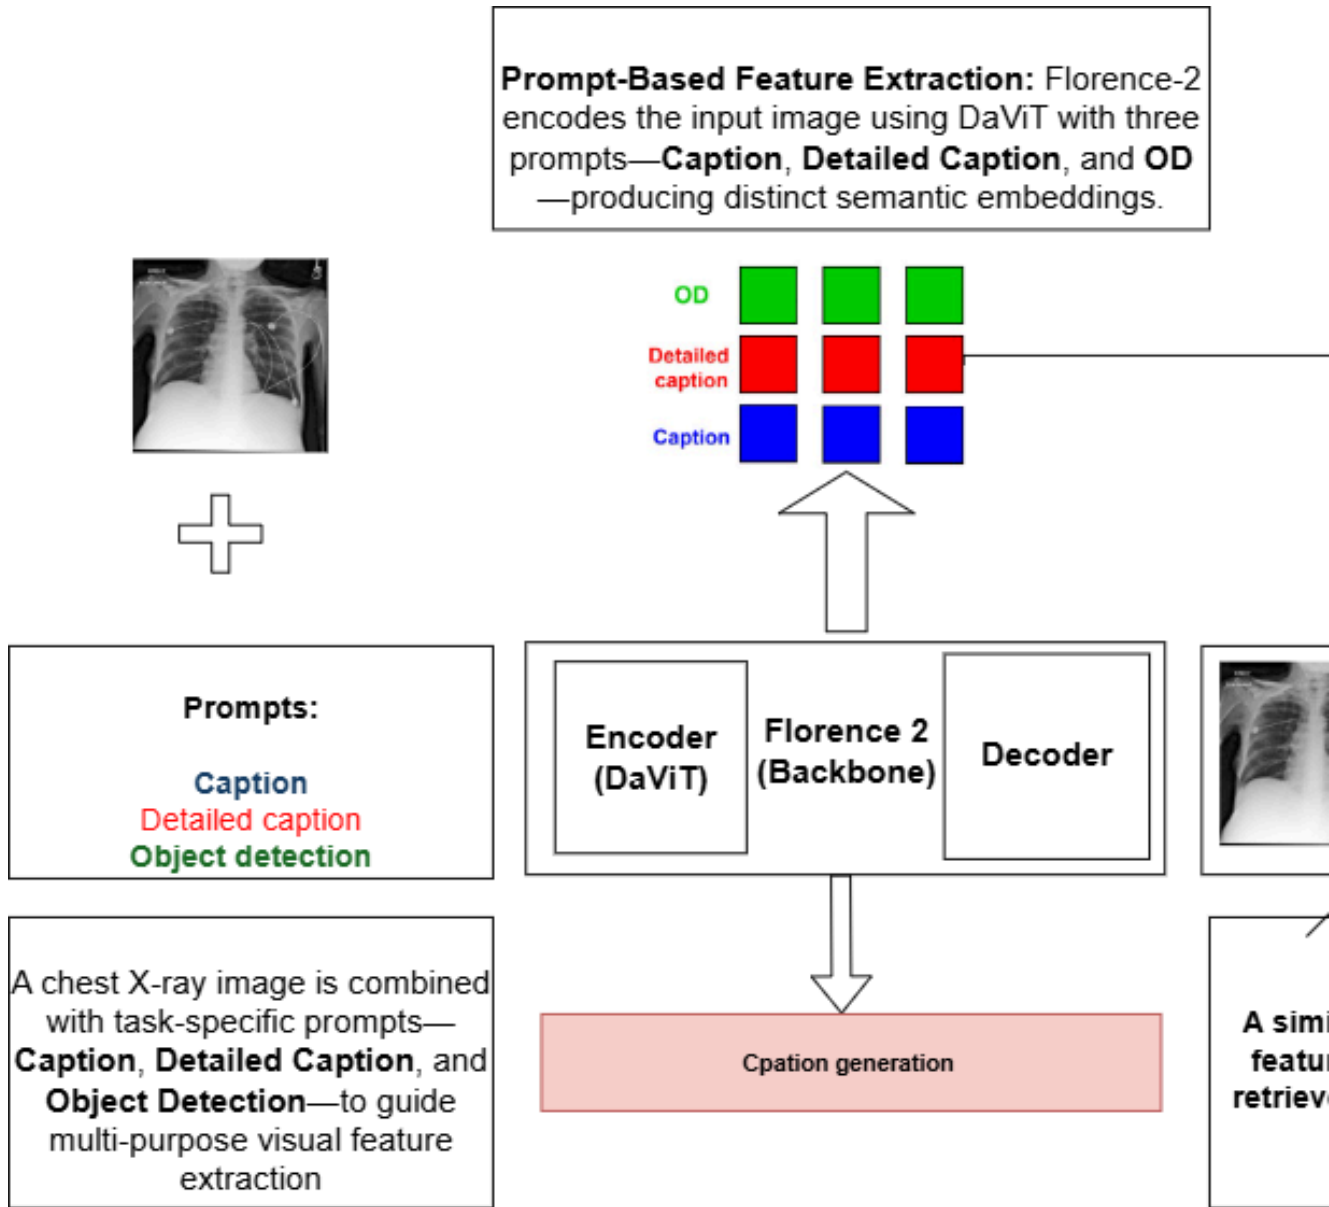 Prompt-Based Feature Extraction: Florence-2
encodes the input image using DaViT with three
prompts—Caption, Detailed Caption, and OD
—producing distinct semantic embeddings.
OD
Detailed
caption
Caption
Prompts:
Caption
Detailed caption
Object detection
Encoder
(DaViT)
Florence 2
(Backbone)
Decoder
A chest X-ray image is combined
with task-specific prompts—
Caption, Detailed Caption, and
Object Detection—to guide
multi-purpose visual feature
extraction
Cpation generation
A simi
featur
retrieve